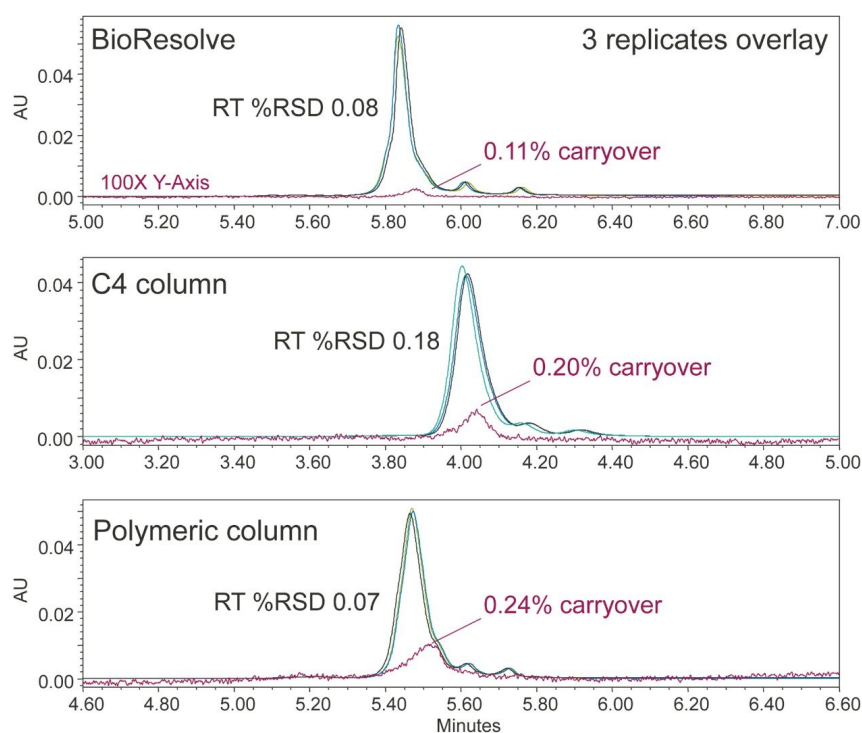 BioResolve
3 replicates overlay
AU
0.04
0.02
0.00
RT %RSD 0.08
0.11% carryover
100X Y-Axis
5.00 5.20 5.40 5.60 5.80 6.00 6.20 6.40 6.60 6.80 7.00
C4 column
AU
0.04
0.02
0.00
RT %RSD 0.18
0.20% carryover
3.00 3.20 3.40 3.60 3.80 4.00 4.20 4.40 4.60 4.80 5.00
Polymeric column
AU
0.04
0.02
0.00
RT %RSD 0.07
0.24% carryover
4.60 4.80 5.00 5.20 5.40 5.60 5.80 6.00 6.20 6.40 6.60
Minutes